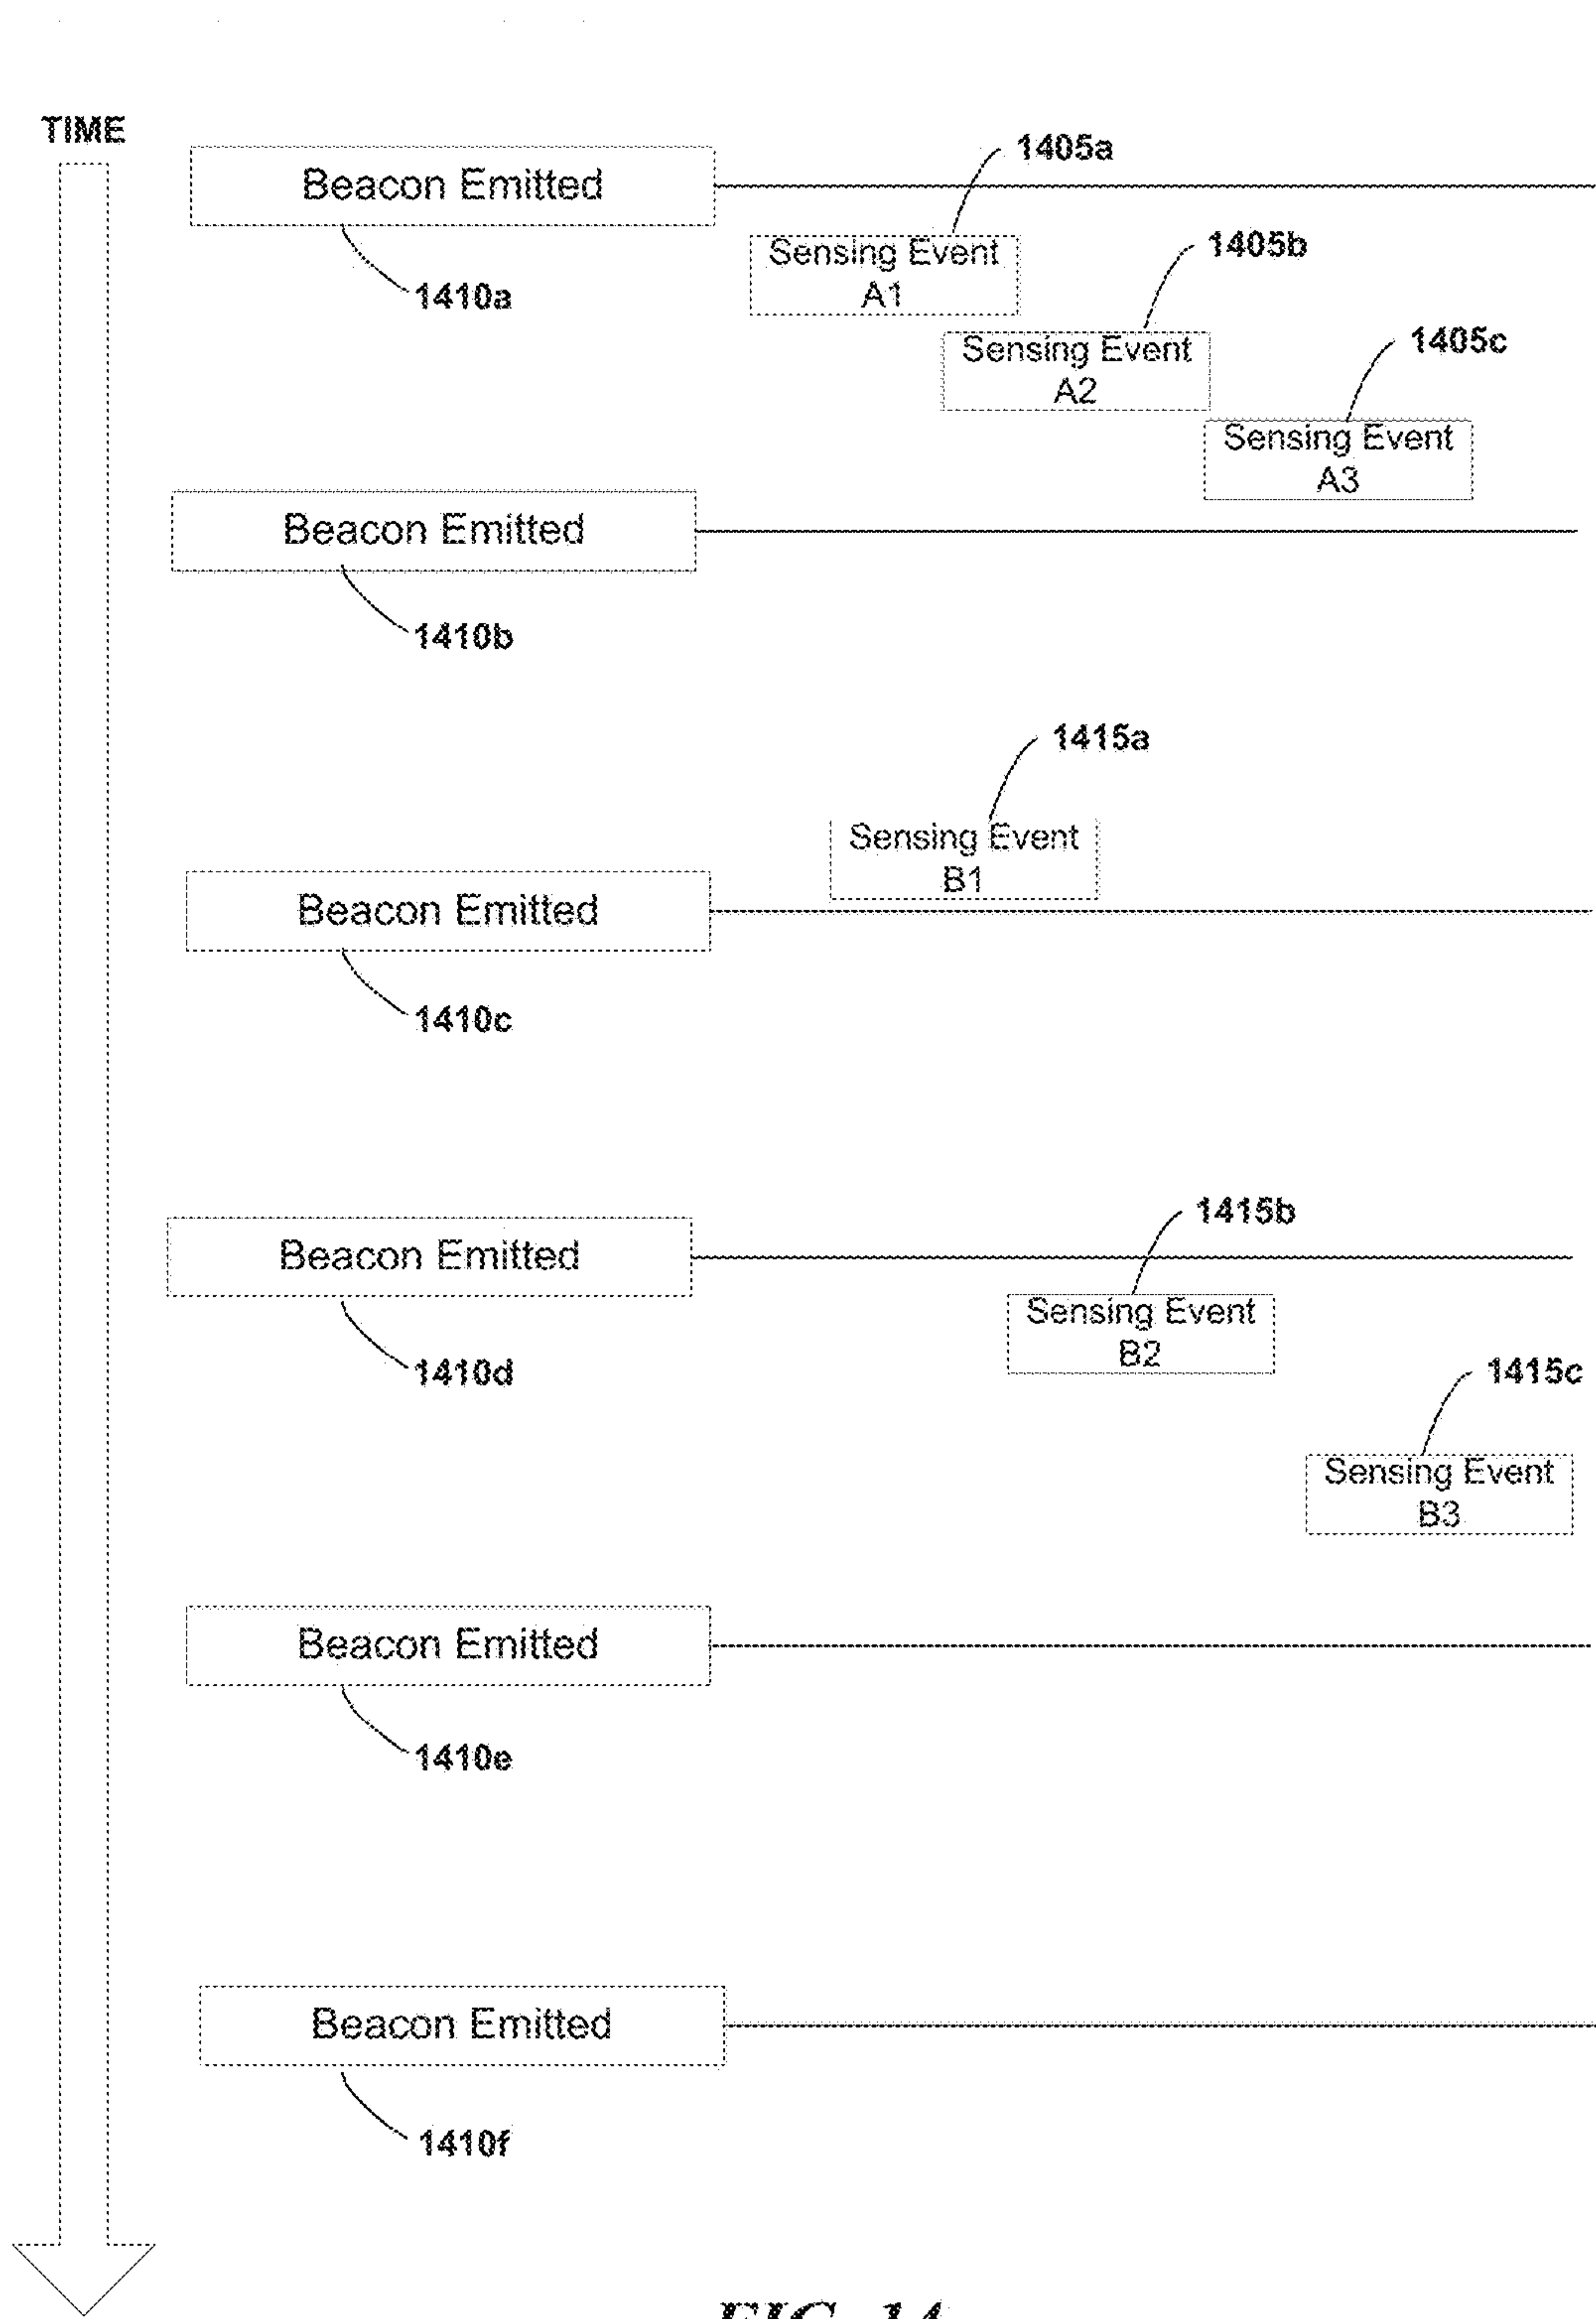 TIME
1405a
Beacon Emitted
1405b
Sensing Event
A1
1410a
1405c
Sensing Event
A2
Sensing Event
A3
Beacon Emitted
1410b
1415a
Sensing Event
B1
Beacon Emitted
1410c
1415b
Beacon Emitted
Sensing Event
B2
1410d
1415c
Sensing Event
B3
Beacon Emitted
1410e
Beacon Emitted
1410f
FIG. 14